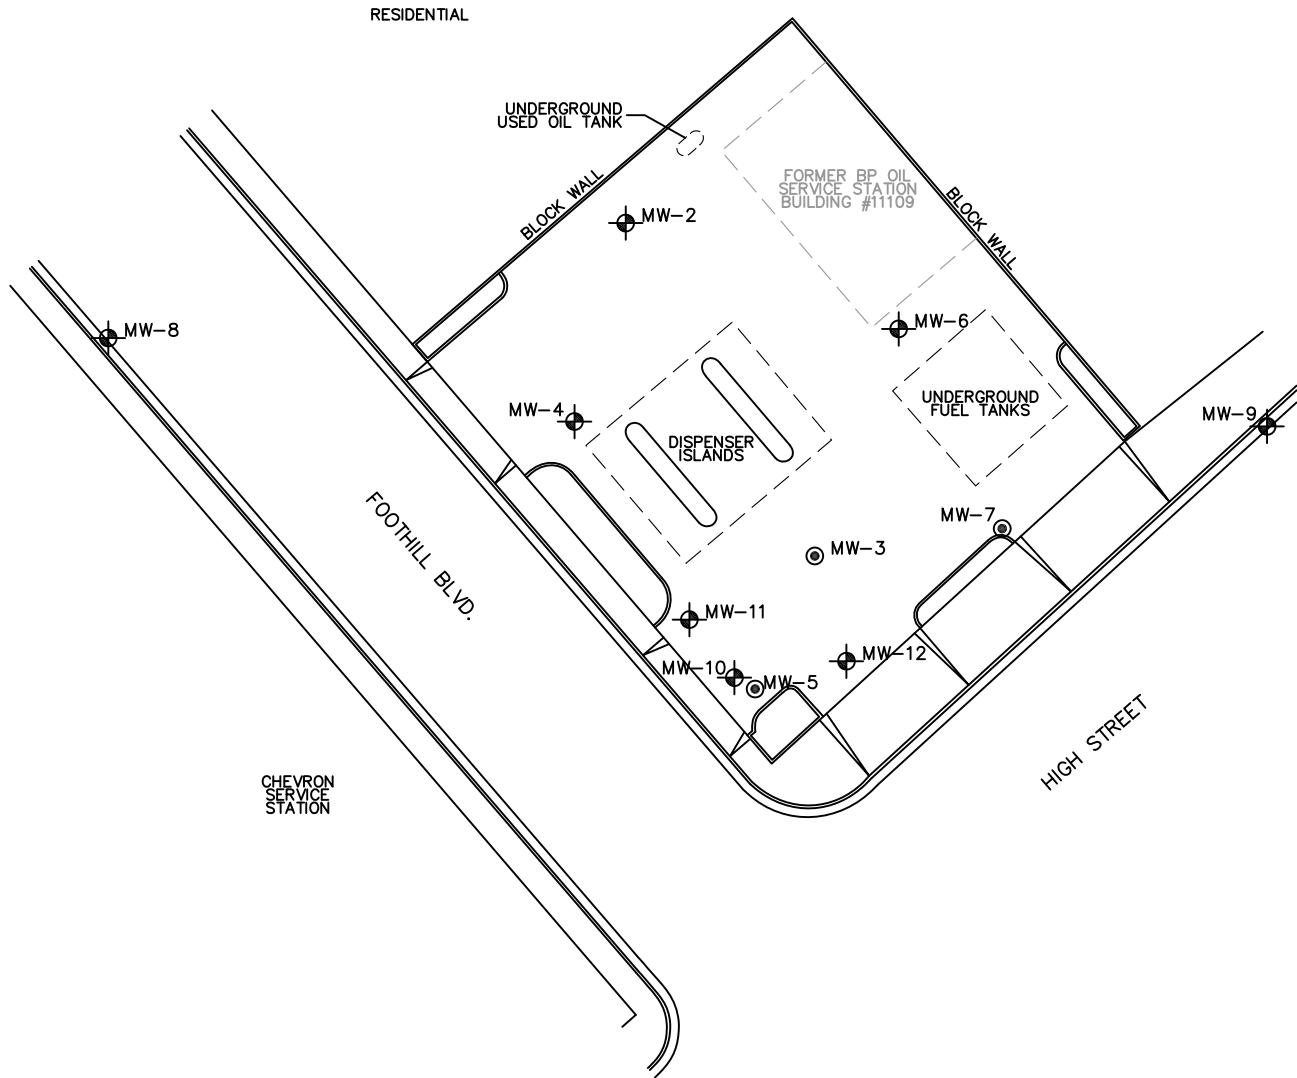 RESIDENTIAL
UNDERGROUND
USED OIL TANK
FORMER BP OIL
SERVICE STATION
BUILDING #11109
BLOCK WALL
BLOCK WALL
MW-2
MW-8
MW-6
MW-4
UNDERGROUND
FUEL TANKS
MW-9
DISPENSER
ISLANDS
FOOTHILL BLVD.
MW-7
MW-3
MW-11
MW-12
MW-10
MW-5
HIGH STREET
CHEVRON
SERVICE
STATION